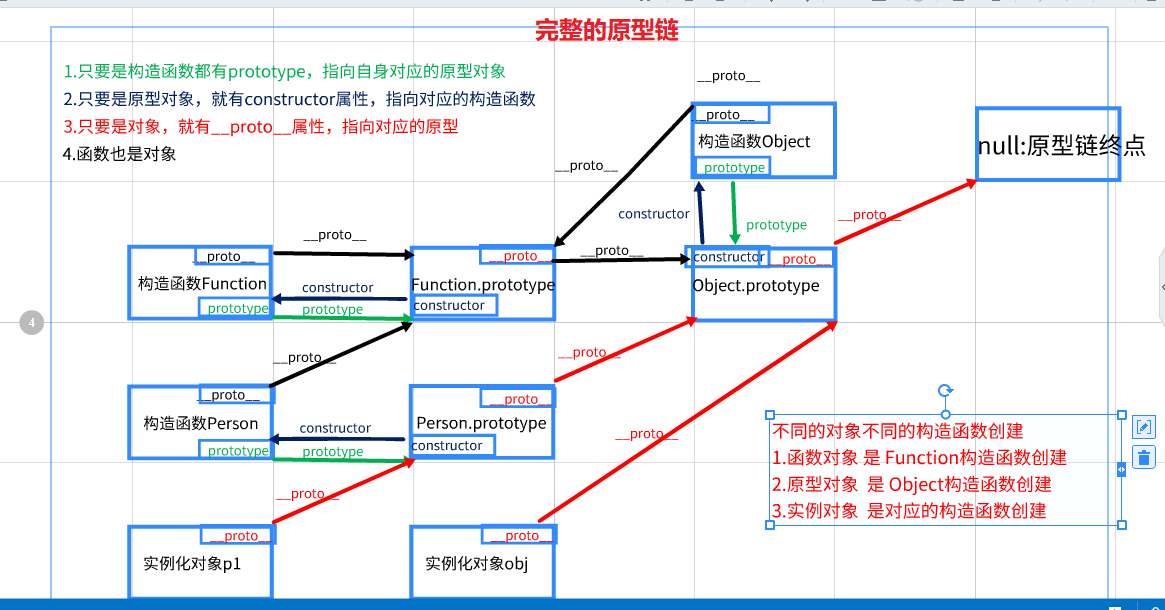 完整的原型链
1.只要是构造函数都有prototype，指向自身对应的原型对象
2.只要是原型对象，就有constructor属性，指向对应的构造函数
3.只要是对象，就有__proto__属性，指向对应的原型
4.函数也是对象
__proto__
__proto__
构造函数Object
prototype
null:原型链终点
__proto__
constructor
prototype
__proto__
__proto__
__proto__
构造函数Function
prototype
constructor
prototype
__proto__
Function.prototype
constructor
__proto__
constructor
__proto__
Object.prototype
4
__proto__
__proto__
__proto__
构造函数Person
prototype
constructor
prototype
__proto__
Person.prototype
constructor
__proto__
不同的对象不同的构造函数创建
1.函数对象 是 Function构造函数创建
2.原型对象 是 Object构造函数创建
3.实例化对象 是对应的构造函数创建
__proto__
__proto__
实例化对象p1
__proto__
实例化对象obj